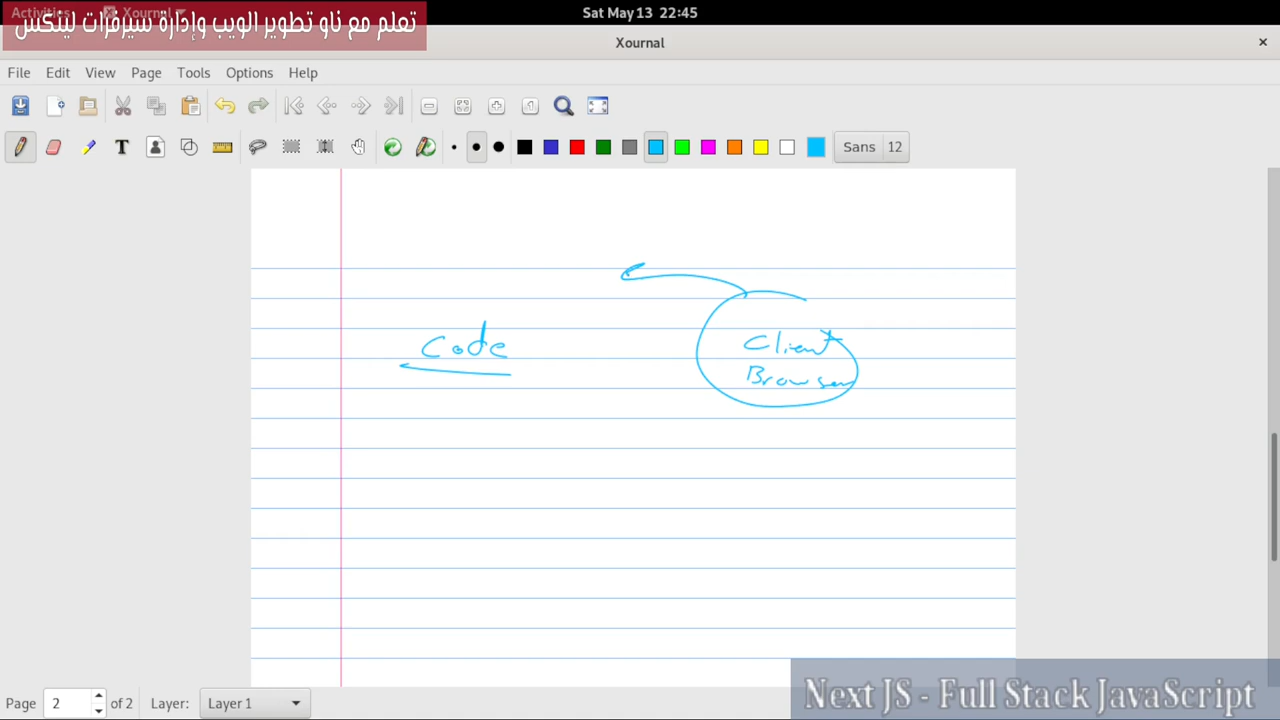 Activities Xournal
تعلم مع ناو تطوير الويب وإدارة سيرفرات لينكس
Sat May 13 22:45
Xournal
File Edit View Page Tools Options Help
Sans 12
Code
Client
Browser
Page 2 of 2 Layer: Layer 1
Next JS - Full Stack JavaScript